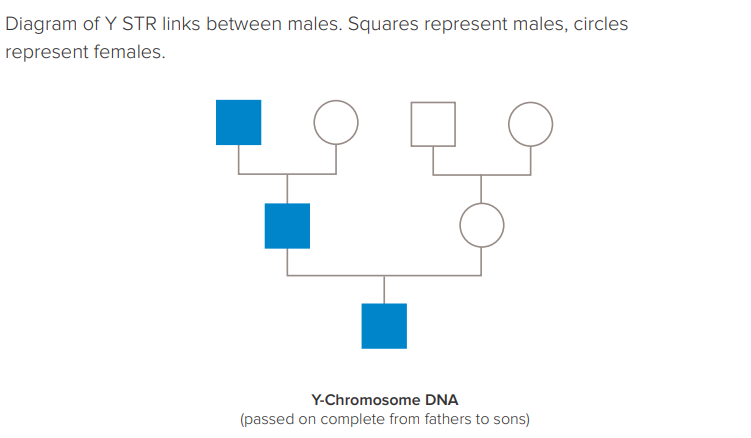 Diagram of Y STR links between males. Squares represent males, circles
represent females.
Y-Chromosome DNA
(passed on complete from fathers to sons)